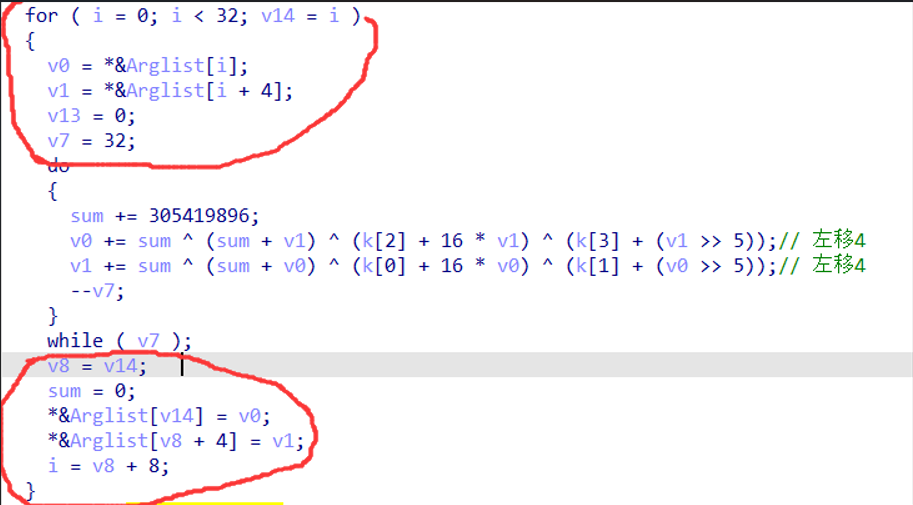 for ( i = 0; i < 32; v14 = i )
{
v0 = *&Arglist[i];
v1 = *&Arglist[i + 4];
v13 = 0;
v7 = 32;
do
{
sum += 305419896;
v0 += sum ^ (sum + v1) ^ (k[2] + 16 * v1) ^ (k[3] + (v1 >> 5));// 左移4
v1 += sum ^ (sum + v0) ^ (k[0] + 16 * v0) ^ (k[1] + (v0 >> 5));// 左移4
--v7;
}
while ( v7 );
v8 = v14;
sum = 0;
*&Arglist[v14] = v0;
*&Arglist[v8 + 4] = v1;
i = v8 + 8;
}